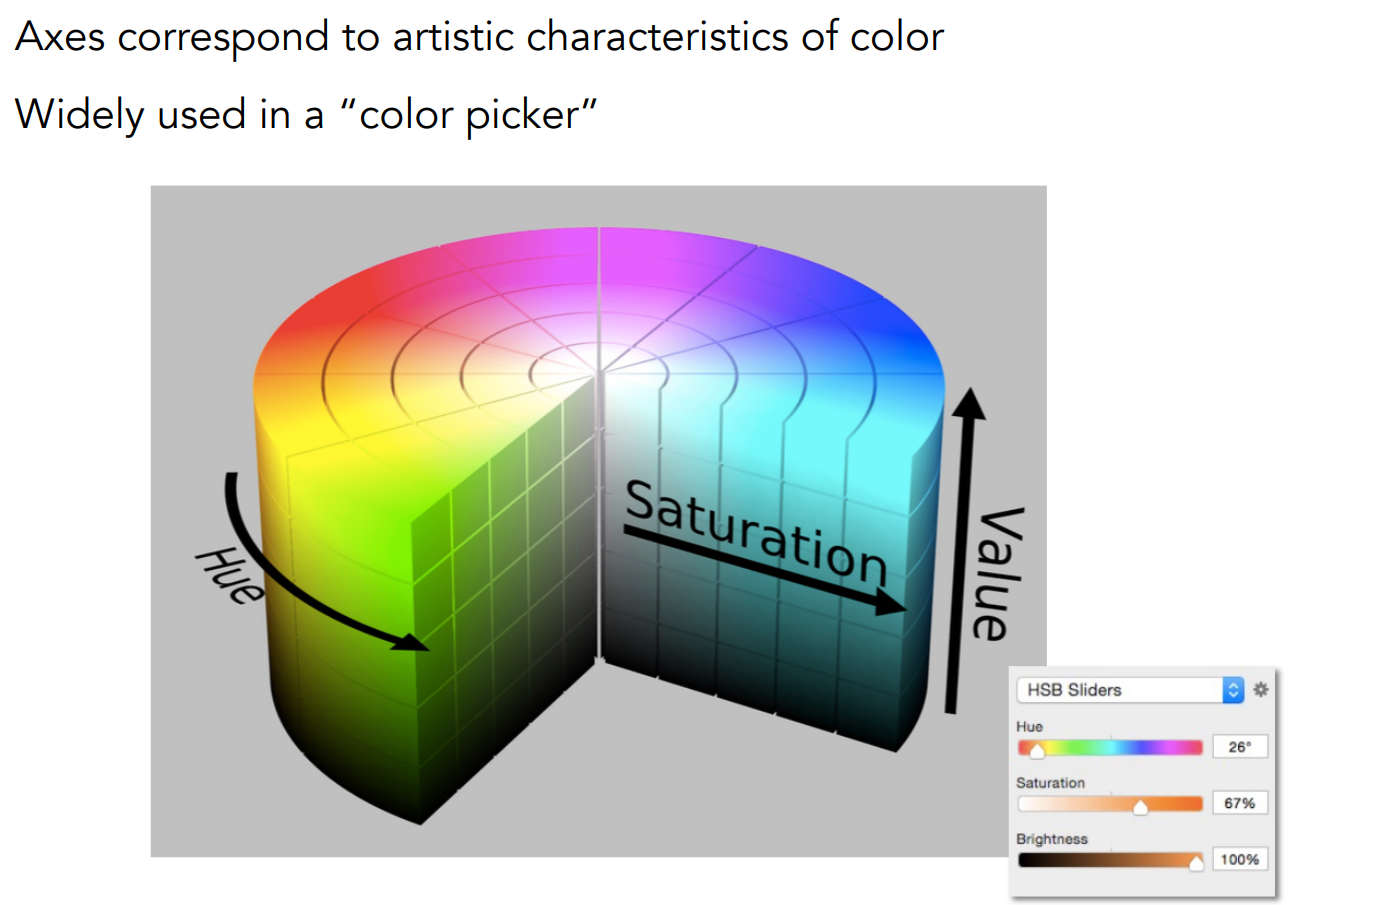 Axes correspond to artistic characteristics of color
Widely used in a “color picker”
Saturation
Value
Hue
HSB Sliders
Hue
26°
Saturation
67%
Brightness
100%